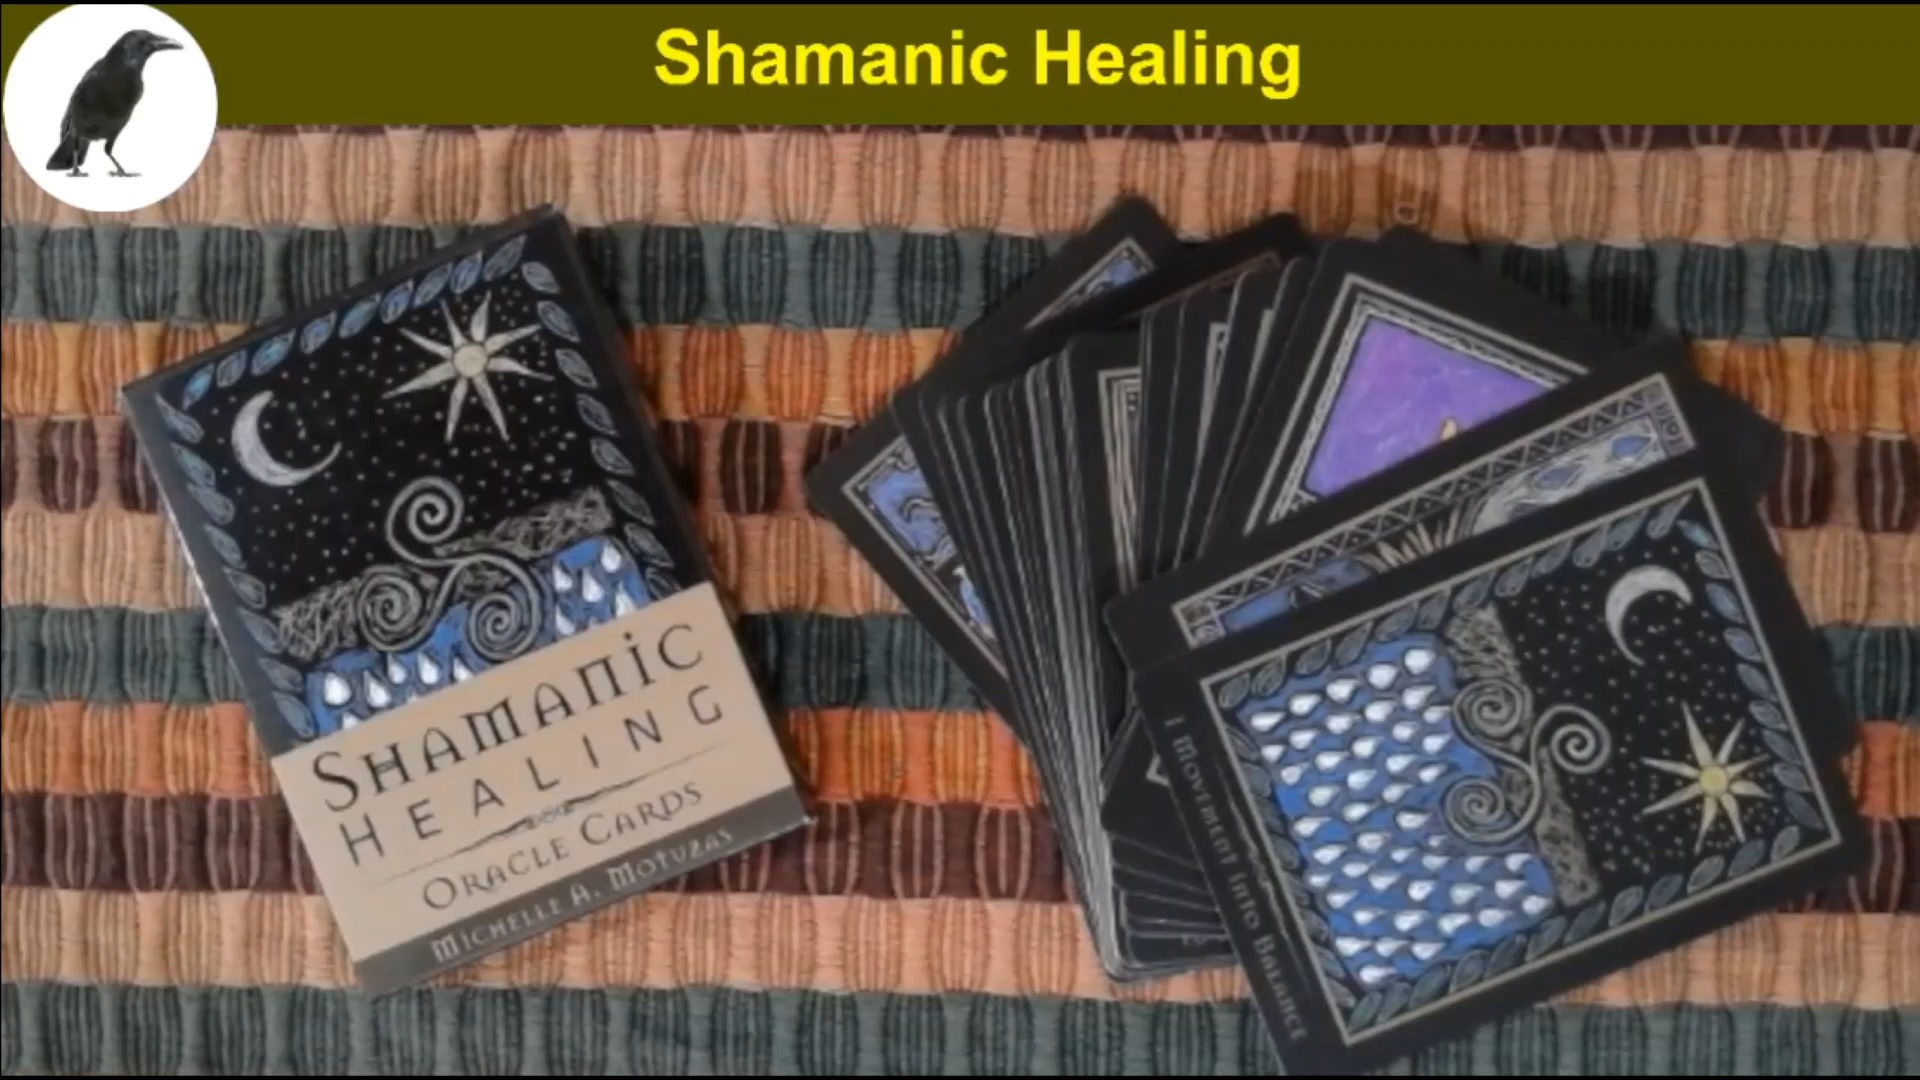 Shamanic Healing
SHAMANIC
HEALING
ORACLE CARDS
MICHELLE A. MOTUZAS
1 MOVEMENT INTO BALANCE